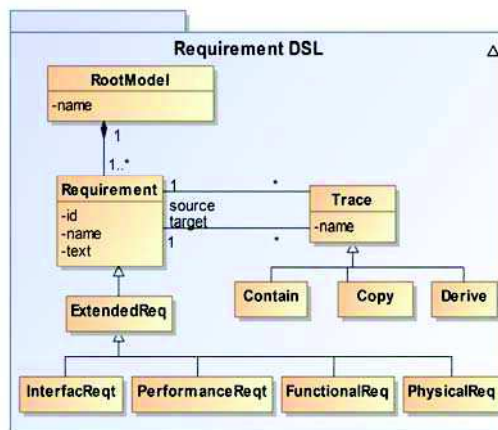 Requirement DSL
RootModel
-name
1
1..*
Requirement
-id
-name
-text
1
*
source
target
1
*
Trace
-name
Contain
Copy
Derive
ExtendedReq
InterfacReqt
PerformanceReqt
FunctionalReq
PhysicalReq